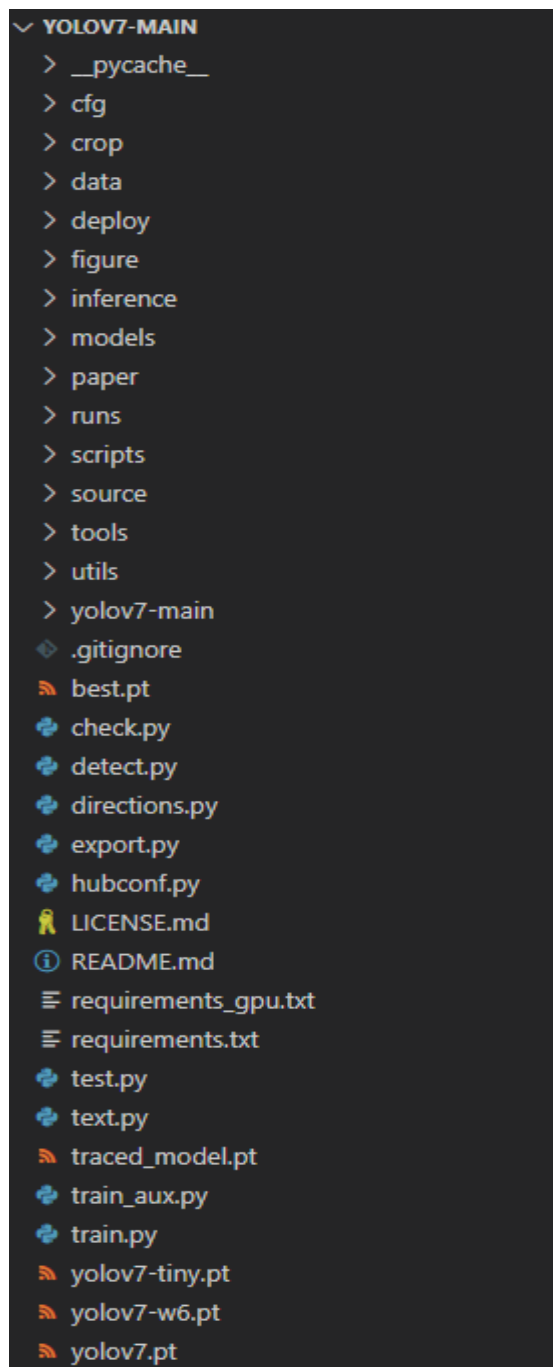 YOLOV7-MAIN
__pycache__
cfg
crop
data
deploy
figure
inference
models
paper
runs
scripts
source
tools
utils
yolov7-main
.gitignore
best.pt
check.py
detect.py
directions.py
export.py
hubconf.py
LICENSE.md
README.md
requirements_gpu.txt
requirements.txt
test.py
text.py
traced_model.pt
train_aux.py
train.py
yolov7-tiny.pt
yolov7-w6.pt
yolov7.pt